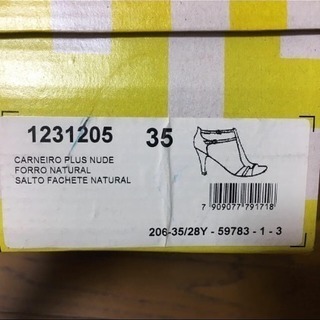 1231205 35
CARNEIRO PLUS NUDE
FORRO NATURAL
SALTO FACHETE NATURAL
7 909077 791718
206-35/28Y - 59783 - 1 - 3